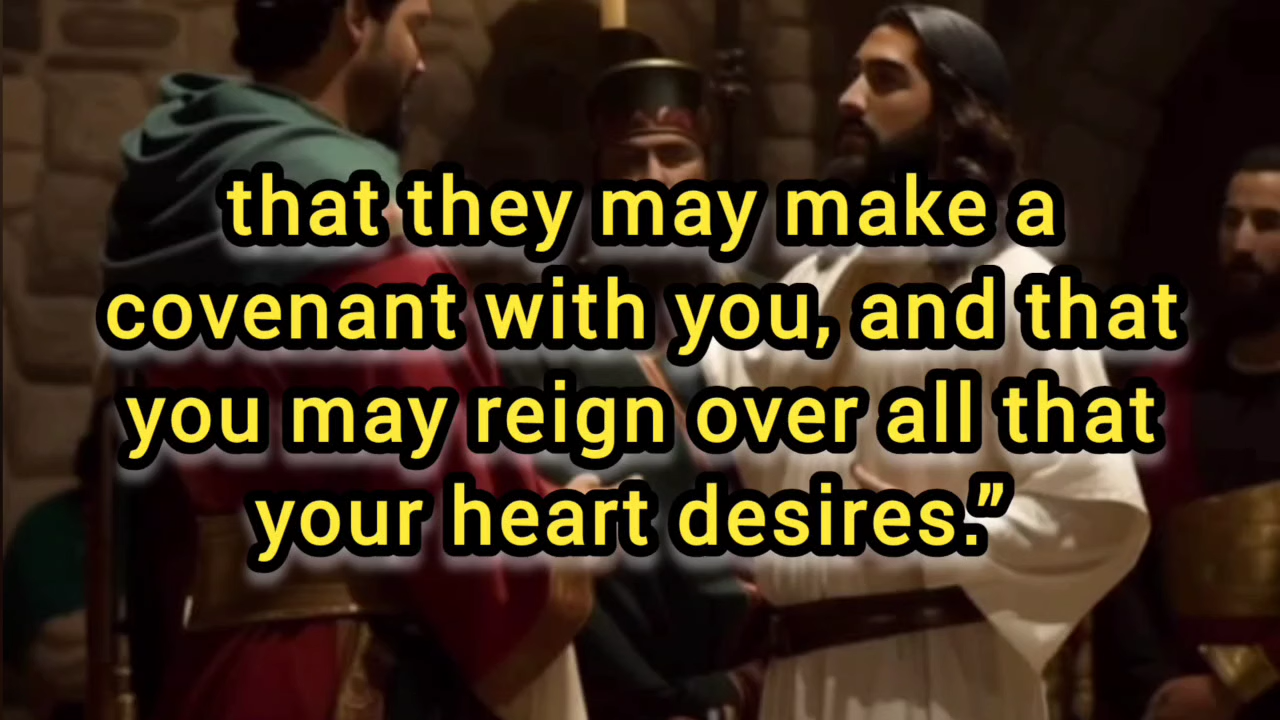 that they may make a
covenant with you, and that
you may reign over all that
your heart desires.”